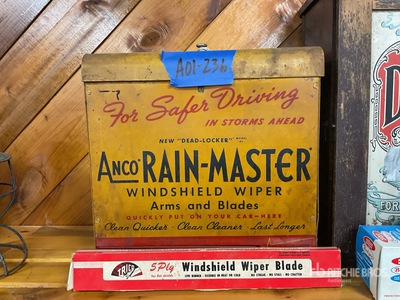 A01-236
For Safer Driving
IN STORMS AHEAD
NEW "DEAD-LOCKER"
ANCO RAIN-MASTER
WINDSHIELD WIPER
Arms and Blades
QUICKLY PUT ON YOUR CAR-HERE
Clean Quicker - Clean Cleaner - Last Longer
TRICO
5 Ply Windshield Wiper Blade
RITCHIE BROS
FOR